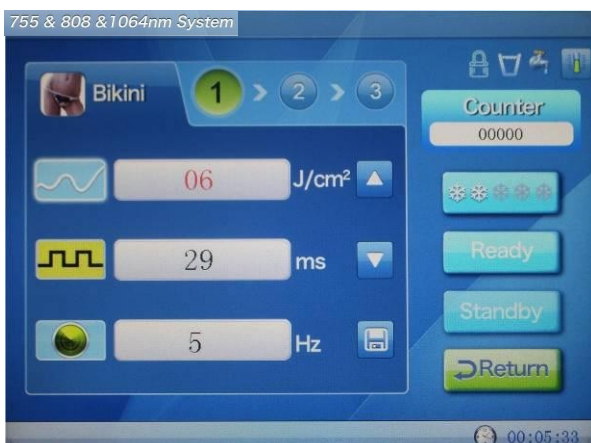 755 & 808 &1064nm System
Bikini
1 > 2 > 3
Counter
00000
06 J/cm²
29 ms
Ready
5 Hz
Standby
Return
00:05:33